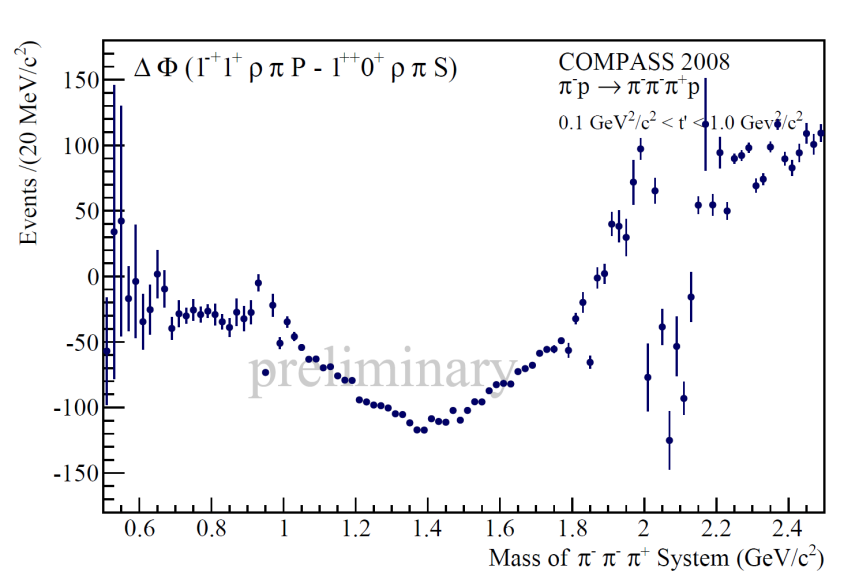 Δ Φ (1⁻⁺1⁺ ρ π P - 1⁺⁺0⁺ ρ π S)
COMPASS 2008
π⁻p → π⁻π⁻π⁺p
0.1 GeV²/c² < t' < 1.0 Gev²/c²
Events /(20 MeV/c²)
150
100
50
0
-50
-100
-150
preliminary
0.6 0.8 1 1.2 1.4 1.6 1.8 2 2.2 2.4
Mass of π⁻ π⁻ π⁺ System (GeV/c²)